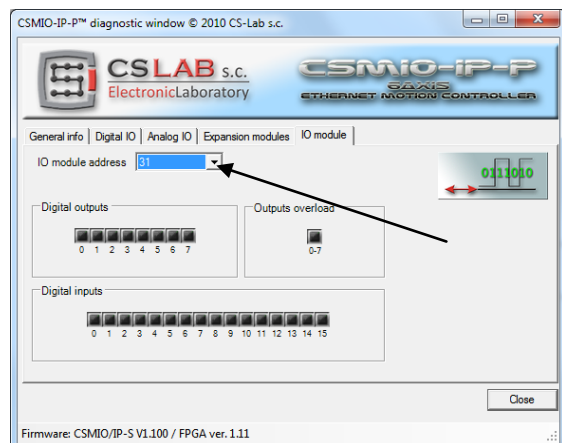 CSMIO-IP-P™ diagnostic window © 2010 CS-Lab s.c.
CSLAB s.c.
ElectronicLaboratory
CSMIO-IP-P
6AXIS
ETHERNET MOTION CONTROLLER
General info
Digital IO
Analog IO
Expansion modules
IO module
IO module address
31
0111010
Digital outputs
0 1 2 3 4 5 6 7
Outputs overload
0-7
Digital inputs
0 1 2 3 4 5 6 7 8 9 10 11 12 13 14 15
Close
Firmware: CSMIO/IP-S V1.100 / FPGA ver. 1.11